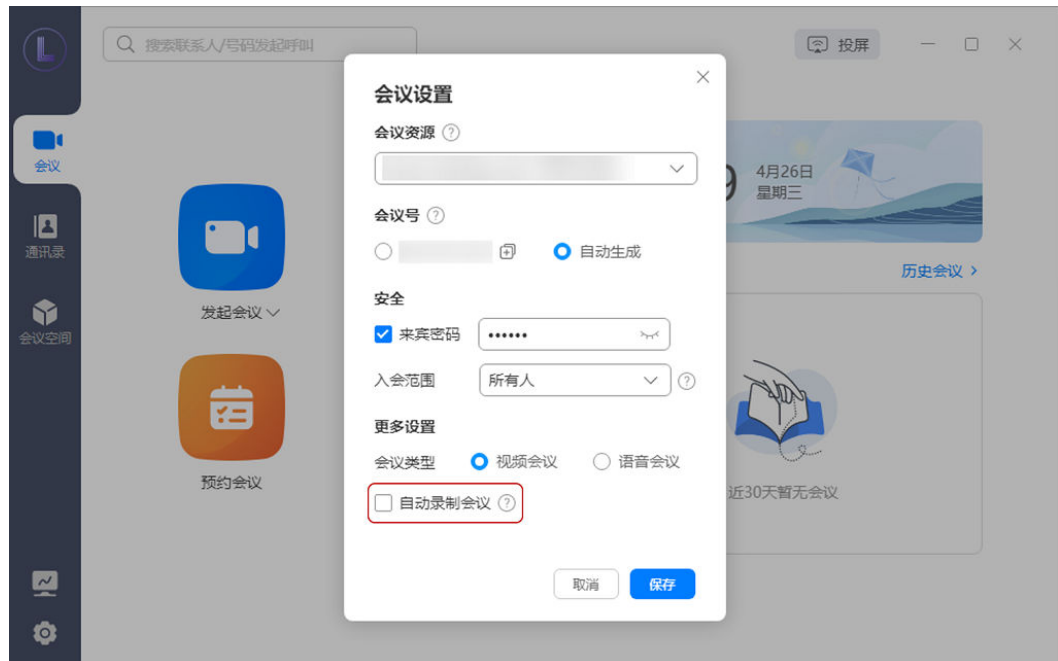 L
搜索联系人/号码发起呼叫
投屏
会议
通讯录
会议空间
发起会议
预约会议
会议设置
会议资源 ?
会议号 ?
自动生成
安全
来宾密码 ••••••
入会范围 所有人 ?
更多设置
会议类型 视频会议 语音会议
自动录制会议 ?
取消 保存
9 4月26日
星期三
历史会议 >
近30天暂无会议